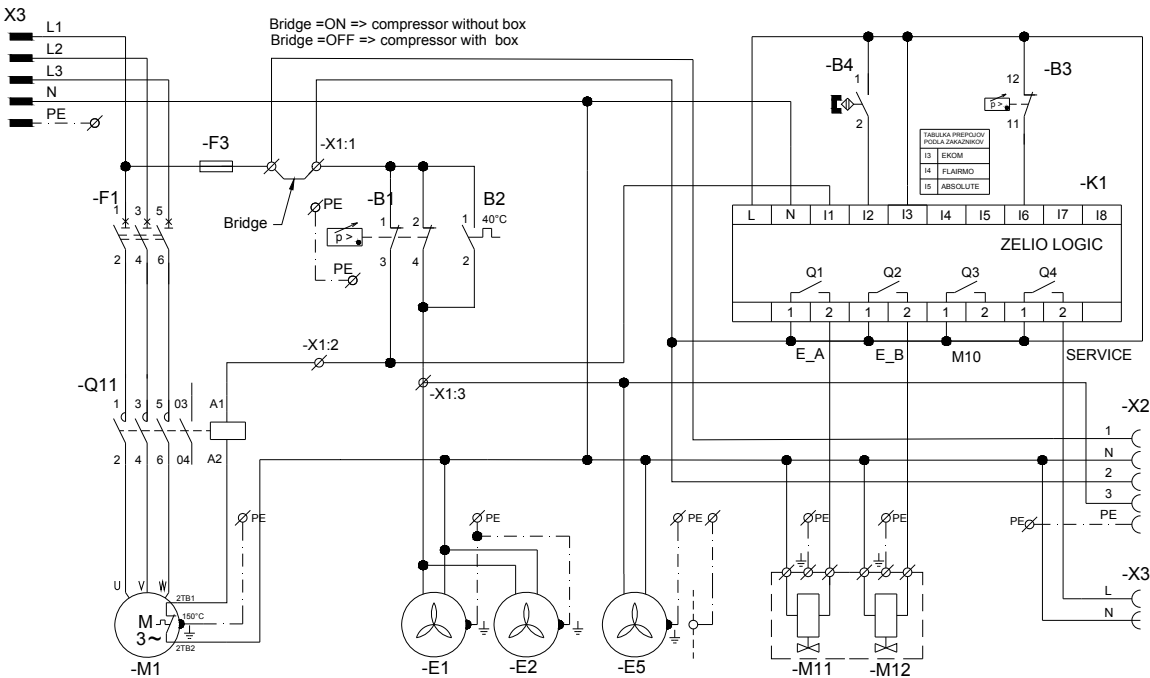 X3
Bridge =ON => compressor without box
Bridge =OFF => compressor with box
L1
L2
L3
N
PE
-F3
-X1:1
-B4
1
2
-B3
12
11
p >
TABULKA PREPOJOV
PODLA ZAKAZNIKOV
I3 EKOM
I4 FLAIRMO
I5 ABSOLUTE
-F1
1 3 5
2 4 6
Bridge
PE
-B1
1 2
3 4
p >
PE
B2
1
40°C
2
-K1
L N I1 I2 I3 I4 I5 I6 I7 I8
ZELIO LOGIC
Q1 Q2 Q3 Q4
1 2 1 2 1 2 1 2
E_A E_B M10 SERVICE
-X1:2
-X1:3
-Q11
1 3 5 03 A1
2 4 6 04 A2
-X2
1
N
2
3
PE
PE
PE
PE
PE
PE
PE
U V W
2TB1
150°C
M
3~
2TB2
-X3
L
N
-M1
-E1
-E2
-E5
-M11
-M12